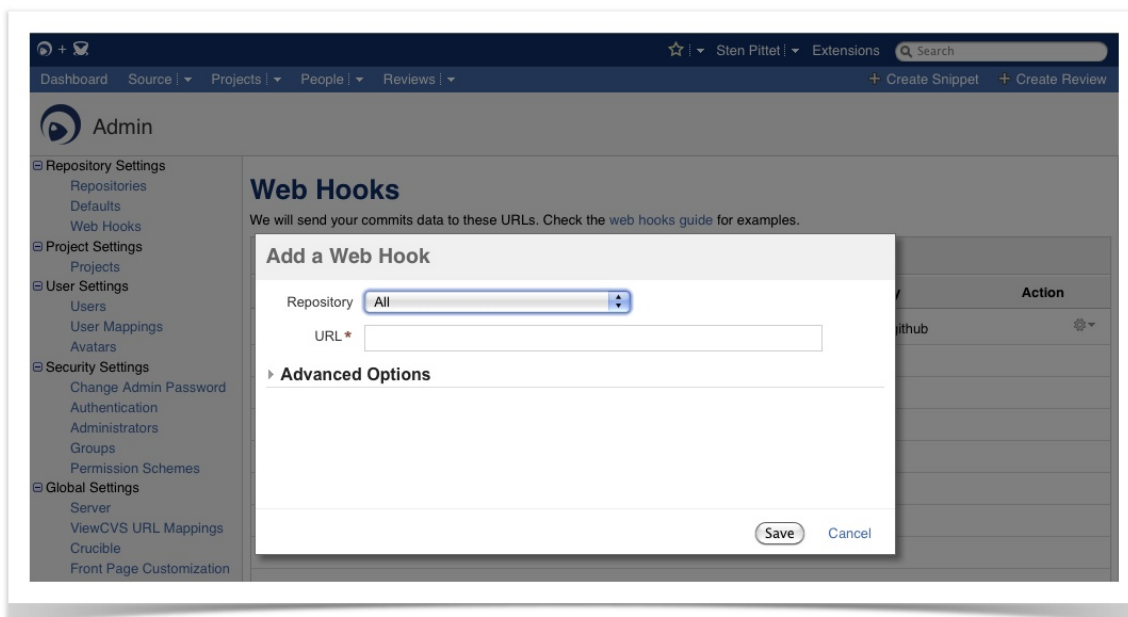 +
Sten Pittet Extensions Search
Dashboard Source Projects People Reviews + Create Snippet + Create Review
Admin
Repository Settings
Repositories
Defaults
Web Hooks
Project Settings
Projects
User Settings
Users
User Mappings
Avatars
Security Settings
Change Admin Password
Authentication
Administrators
Groups
Permission Schemes
Global Settings
Server
ViewCVS URL Mappings
Crucible
Front Page Customization
Web Hooks
We will send your commits data to these URLs. Check the web hooks guide for examples.
Action
Add a Web Hook
Repository All
URL *
Advanced Options
Save Cancel